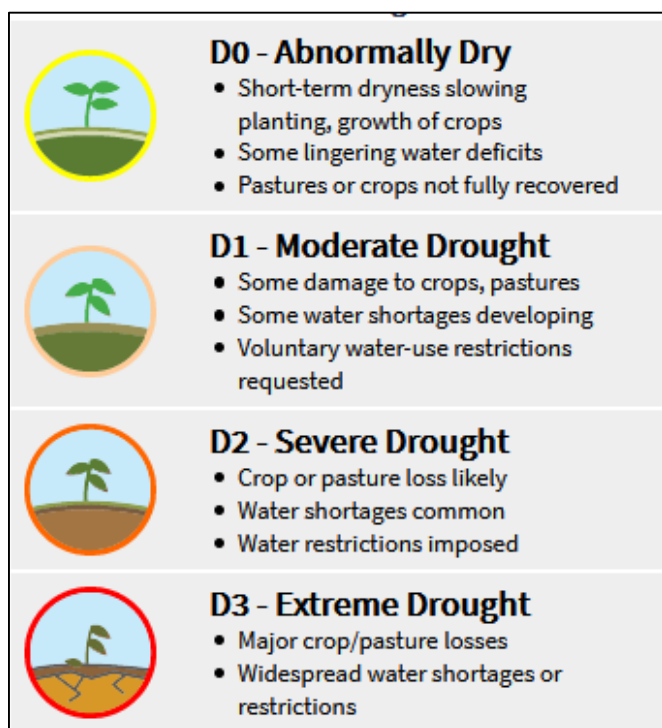 D0 - Abnormally Dry
• Short-term dryness slowing
planting, growth of crops
• Some lingering water deficits
• Pastures or crops not fully recovered
D1 - Moderate Drought
• Some damage to crops, pastures
• Some water shortages developing
• Voluntary water-use restrictions
requested
D2 - Severe Drought
• Crop or pasture loss likely
• Water shortages common
• Water restrictions imposed
D3 - Extreme Drought
• Major crop/pasture losses
• Widespread water shortages or
restrictions